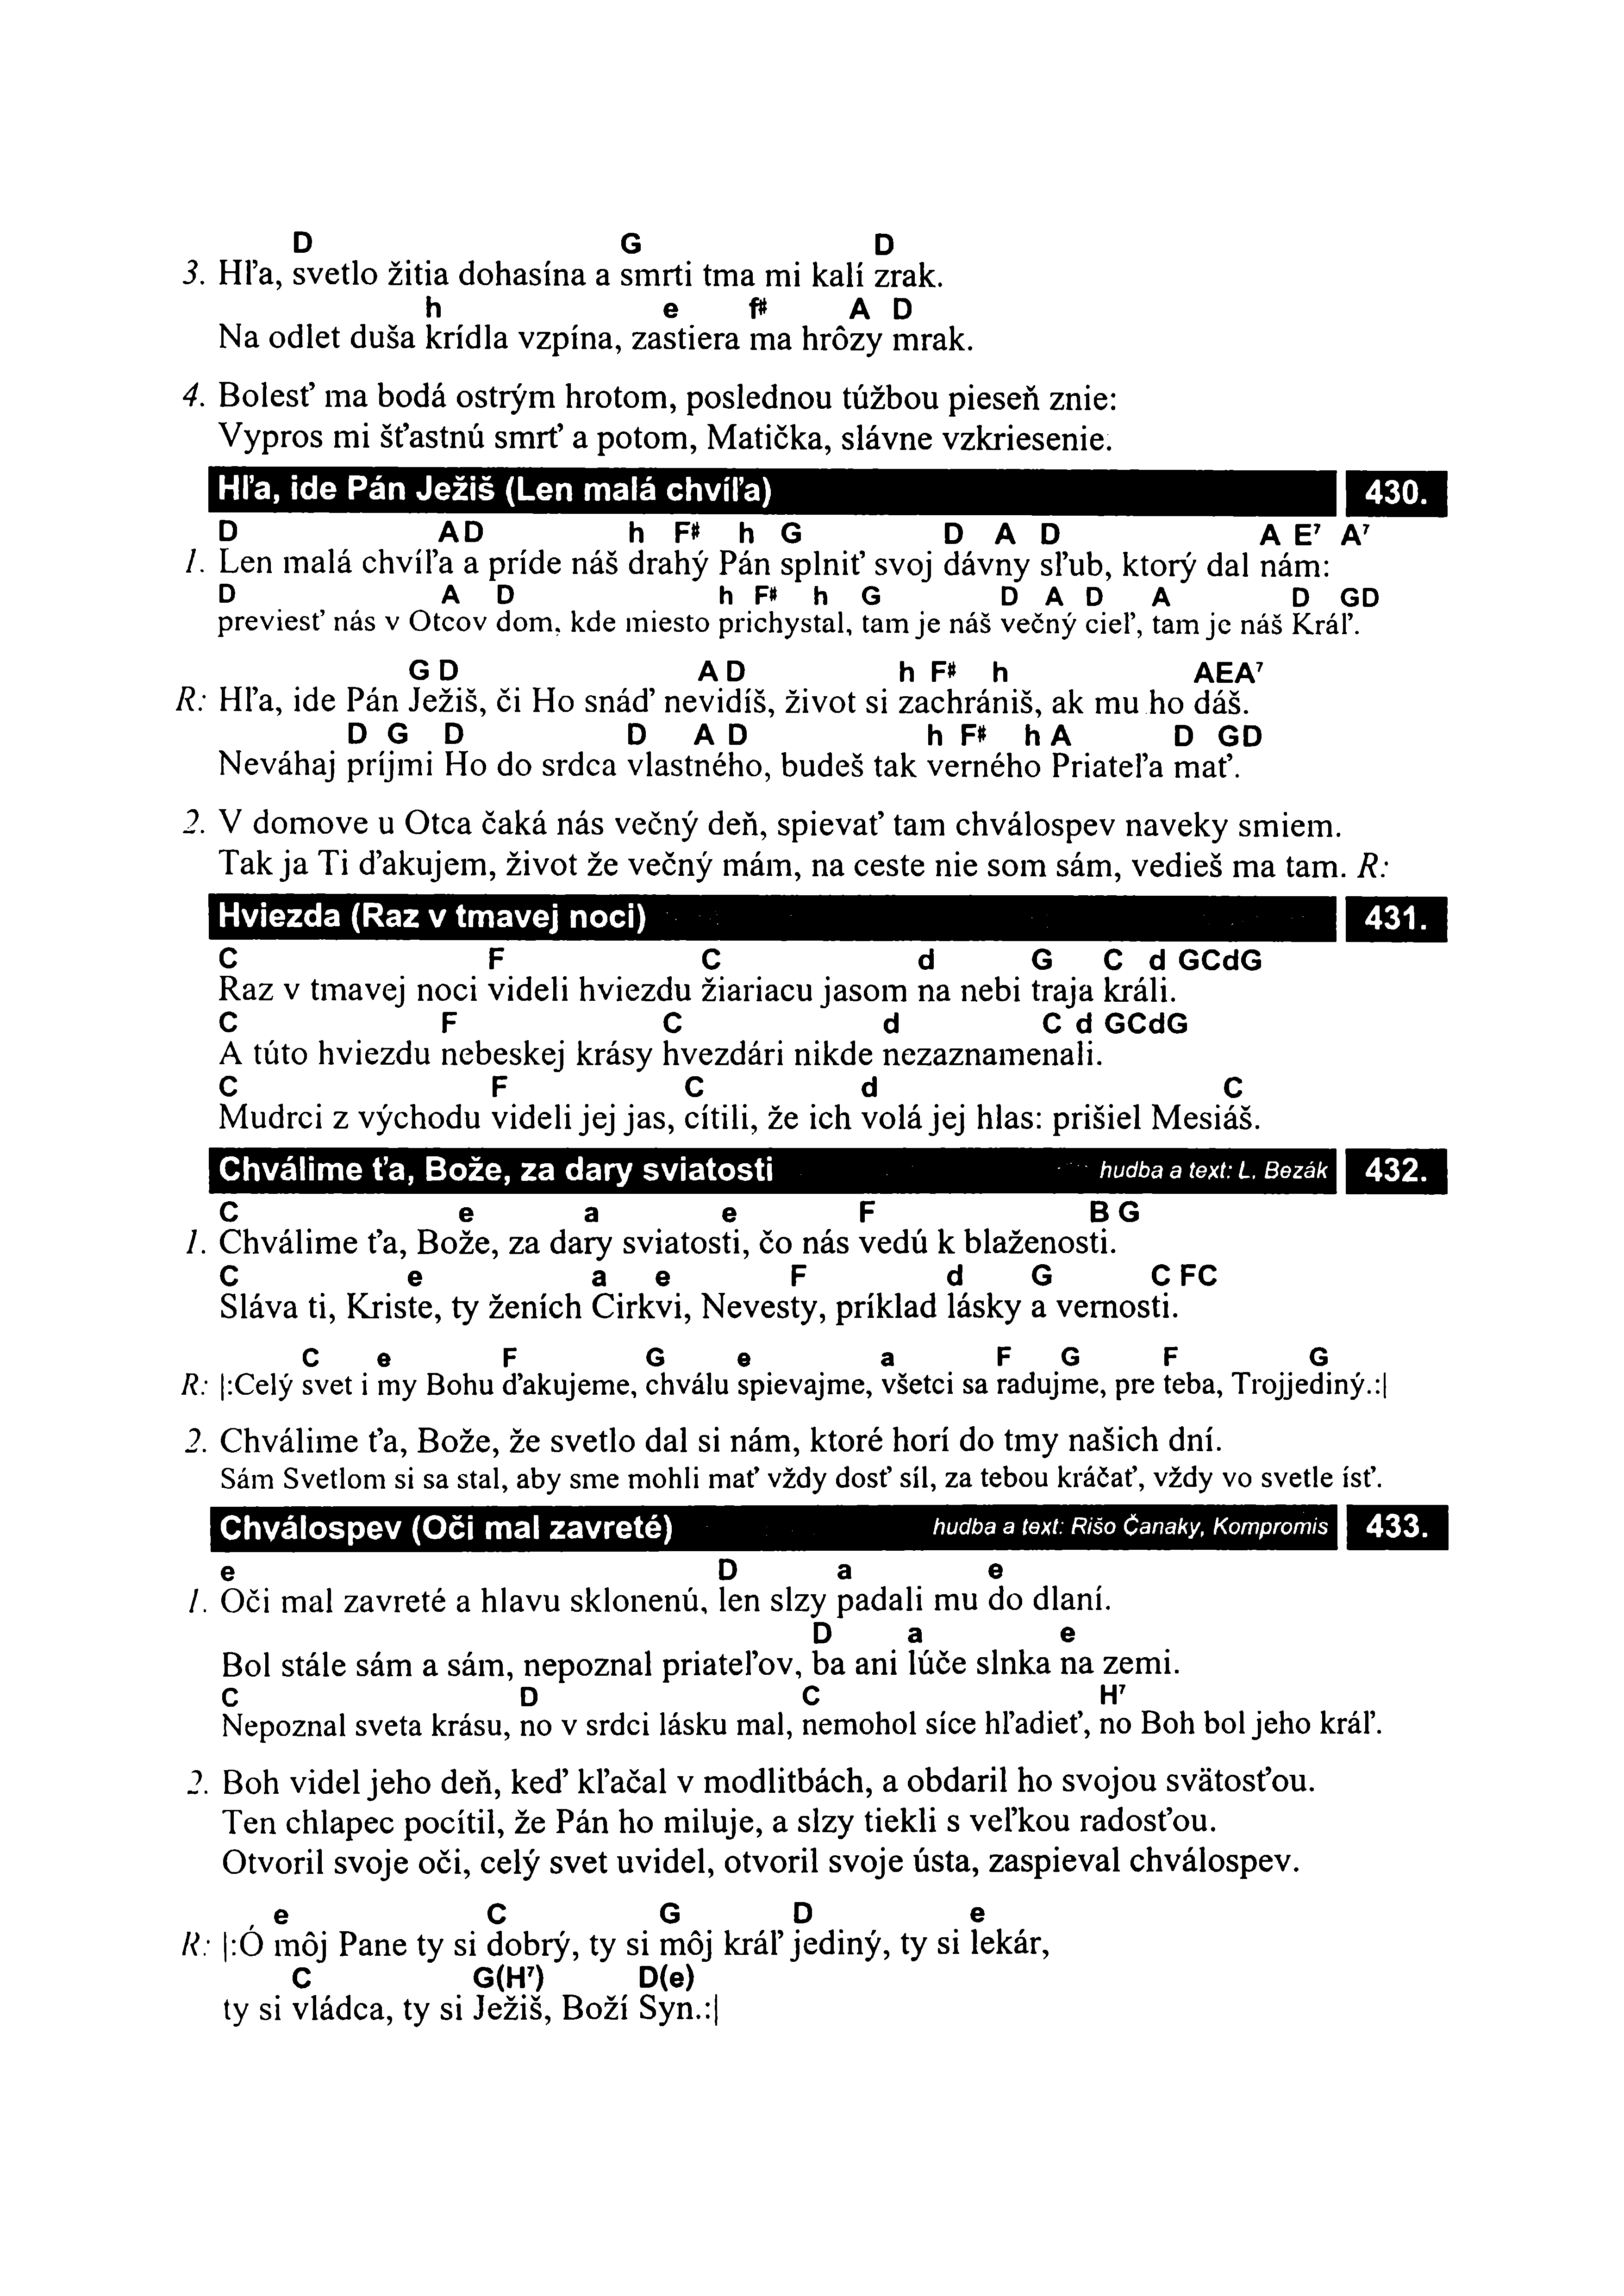 D G D
3. Hľa, svetlo žitia dohasína a smrti tma mi kalí zrak.
h e f# A D
Na odlet duša krídla vzpína, zastiera ma hrôzy mrak.
4. Bolesť ma bodá ostrým hrotom, poslednou túžbou pieseň znie:
Vypros mi šťastnú smrť a potom, Matička, slávne vzkriesenie.
Hľa, ide Pán Ježiš (Len malá chvíľa) 430.
D A D h F# h G D A D A E7 A7
1. Len malá chvíľa a príde náš drahý Pán splniť svoj dávny sľub, ktorý dal nám:
D A D h F# h G D A D A D GD
previesť nás v Otcov dom, kde miesto prichystal, tam je náš večný cieľ, tam je náš Kráľ.
G D A D h F# h AEA7
R: Hľa, ide Pán Ježiš, či Ho snáď nevidíš, život si zachrániš, ak mu ho dáš.
D G D D A D h F# h A D GD
Neváhaj príjmi Ho do srdca vlastného, budeš tak verného Priateľa mať.
2. V domove u Otca čaká nás večný deň, spievať tam chválospev naveky smiem.
Tak ja Ti ďakujem, život že večný mám, na ceste nie som sám, vedieš ma tam. R:
Hviezda (Raz v tmavej noci) 431.
C F C d G C d GCdG
Raz v tmavej noci videli hviezdu žiariacu jasom na nebi traja králi.
C F C d C d GCdG
A túto hviezdu nebeskej krásy hvezdári nikde nezaznamenali.
C F C d C
Mudrci z východu videli jej jas, cítili, že ich volá jej hlas: prišiel Mesiáš.
Chválime ťa, Bože, za dary sviatosti hudba a text: L. Bezák 432.
C e a e F B G
1. Chválime ťa, Bože, za dary sviatosti, čo nás vedú k blaženosti.
C e a e F d G C FC
Sláva ti, Kriste, ty ženích Cirkvi, Nevesty, príklad lásky a vernosti.
C e F G e a F G F G
R: |:Celý svet i my Bohu ďakujeme, chválu spievajme, všetci sa radujme, pre teba, Trojjediný.:|
2. Chválime ťa, Bože, že svetlo dal si nám, ktoré horí do tmy našich dní.
Sám Svetlom si sa stal, aby sme mohli mať vždy dosť síl, za tebou kráčať, vždy vo svetle ísť.
Chválospev (Oči mal zavreté) hudba a text: Rišo Čanaky, Kompromis 433.
e D a e
1. Oči mal zavreté a hlavu sklonenú, len slzy padali mu do dlaní.
D a e
Bol stále sám a sám, nepoznal priateľov, ba ani lúče slnka na zemi.
C D C H7
Nepoznal sveta krásu, no v srdci lásku mal, nemohol síce hľadieť, no Boh bol jeho kráľ.
2. Boh videl jeho deň, keď kľačal v modlitbách, a obdaril ho svojou svätosťou.
Ten chlapec pocítil, že Pán ho miluje, a slzy tiekli s veľkou radosťou.
Otvoril svoje oči, celý svet uvidel, otvoril svoje ústa, zaspieval chválospev.
e C G D e
R: |:Ó môj Pane ty si dobrý, ty si môj kráľ jediný, ty si lekár,
C G(H7) D(e)
ty si vládca, ty si Ježiš, Boží Syn.:|